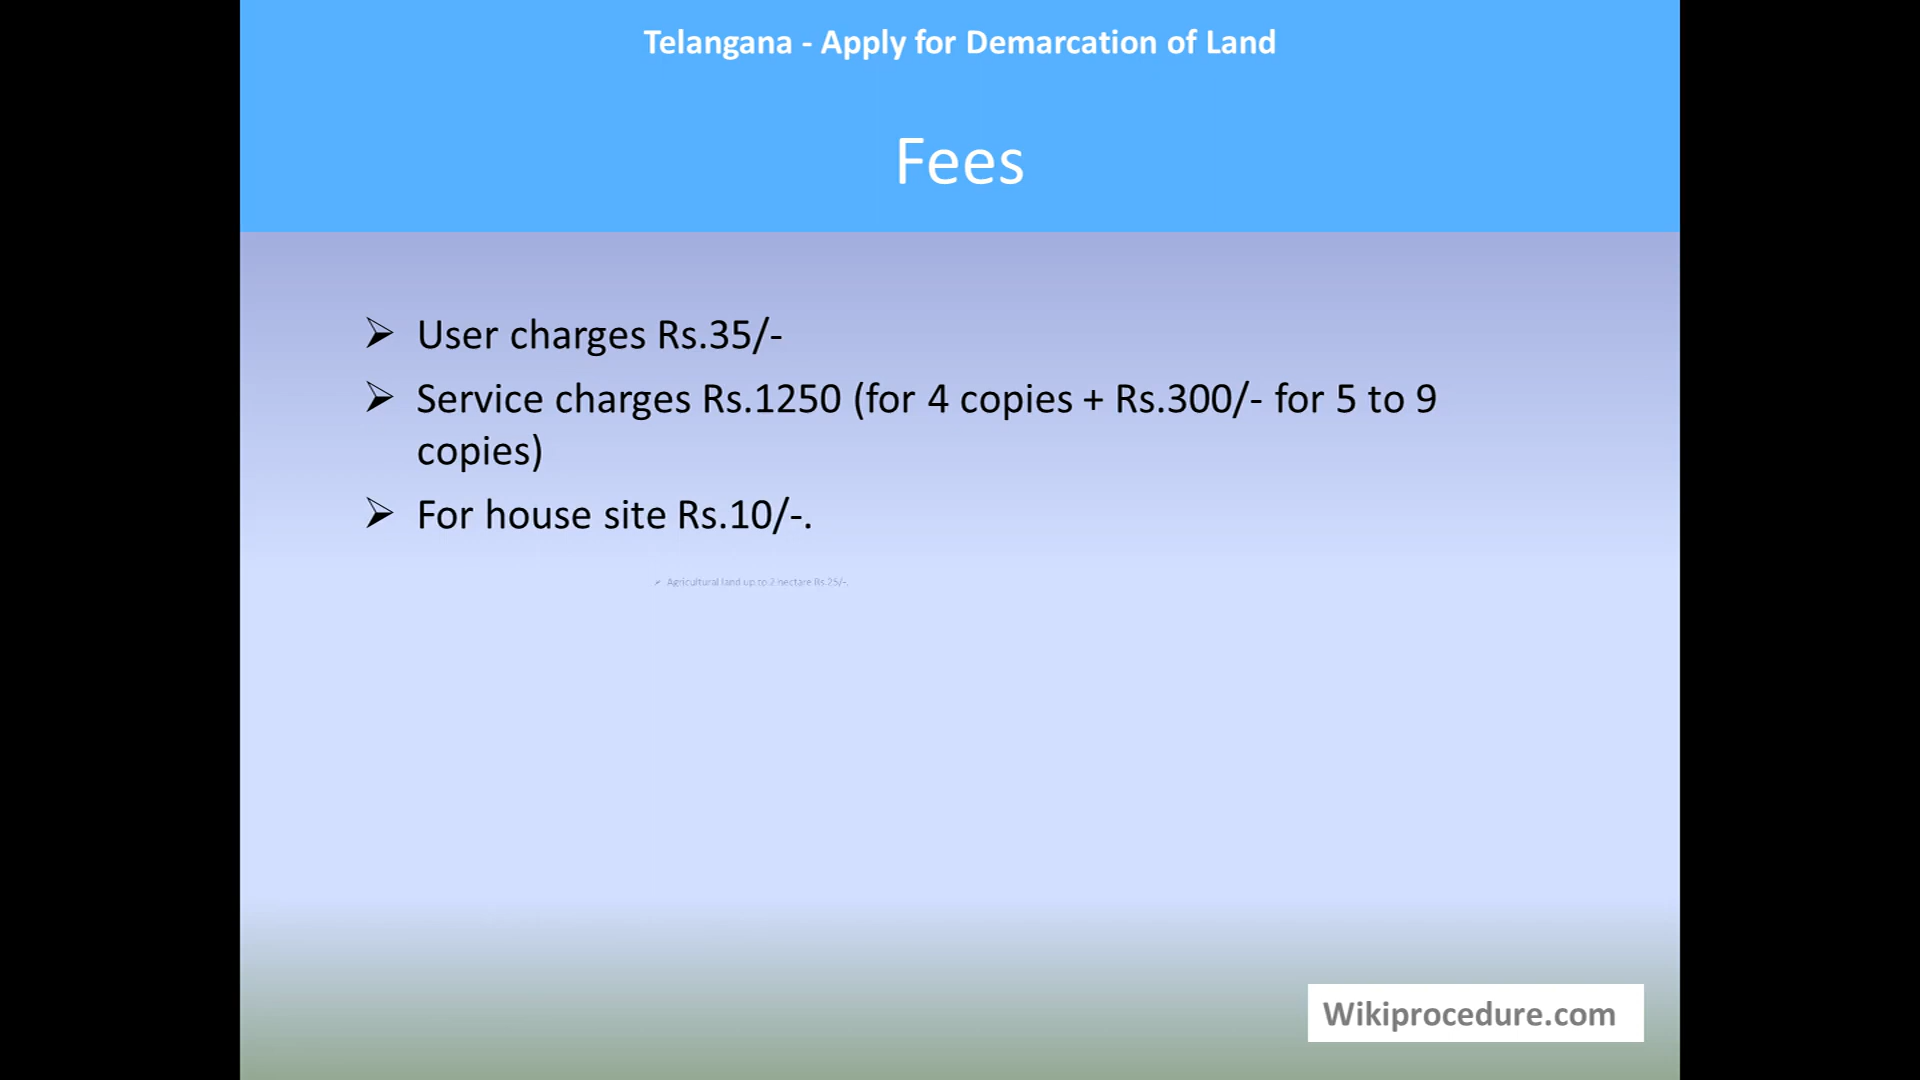 Telangana - Apply for Demarcation of Land
Fees
➢ User charges Rs.35/-
➢ Service charges Rs.1250 (for 4 copies + Rs.300/- for 5 to 9
copies)
➢ For house site Rs.10/-.
➢ Agricultural land up to 2 hectare Rs.25/-.
Wikiprocedure.com